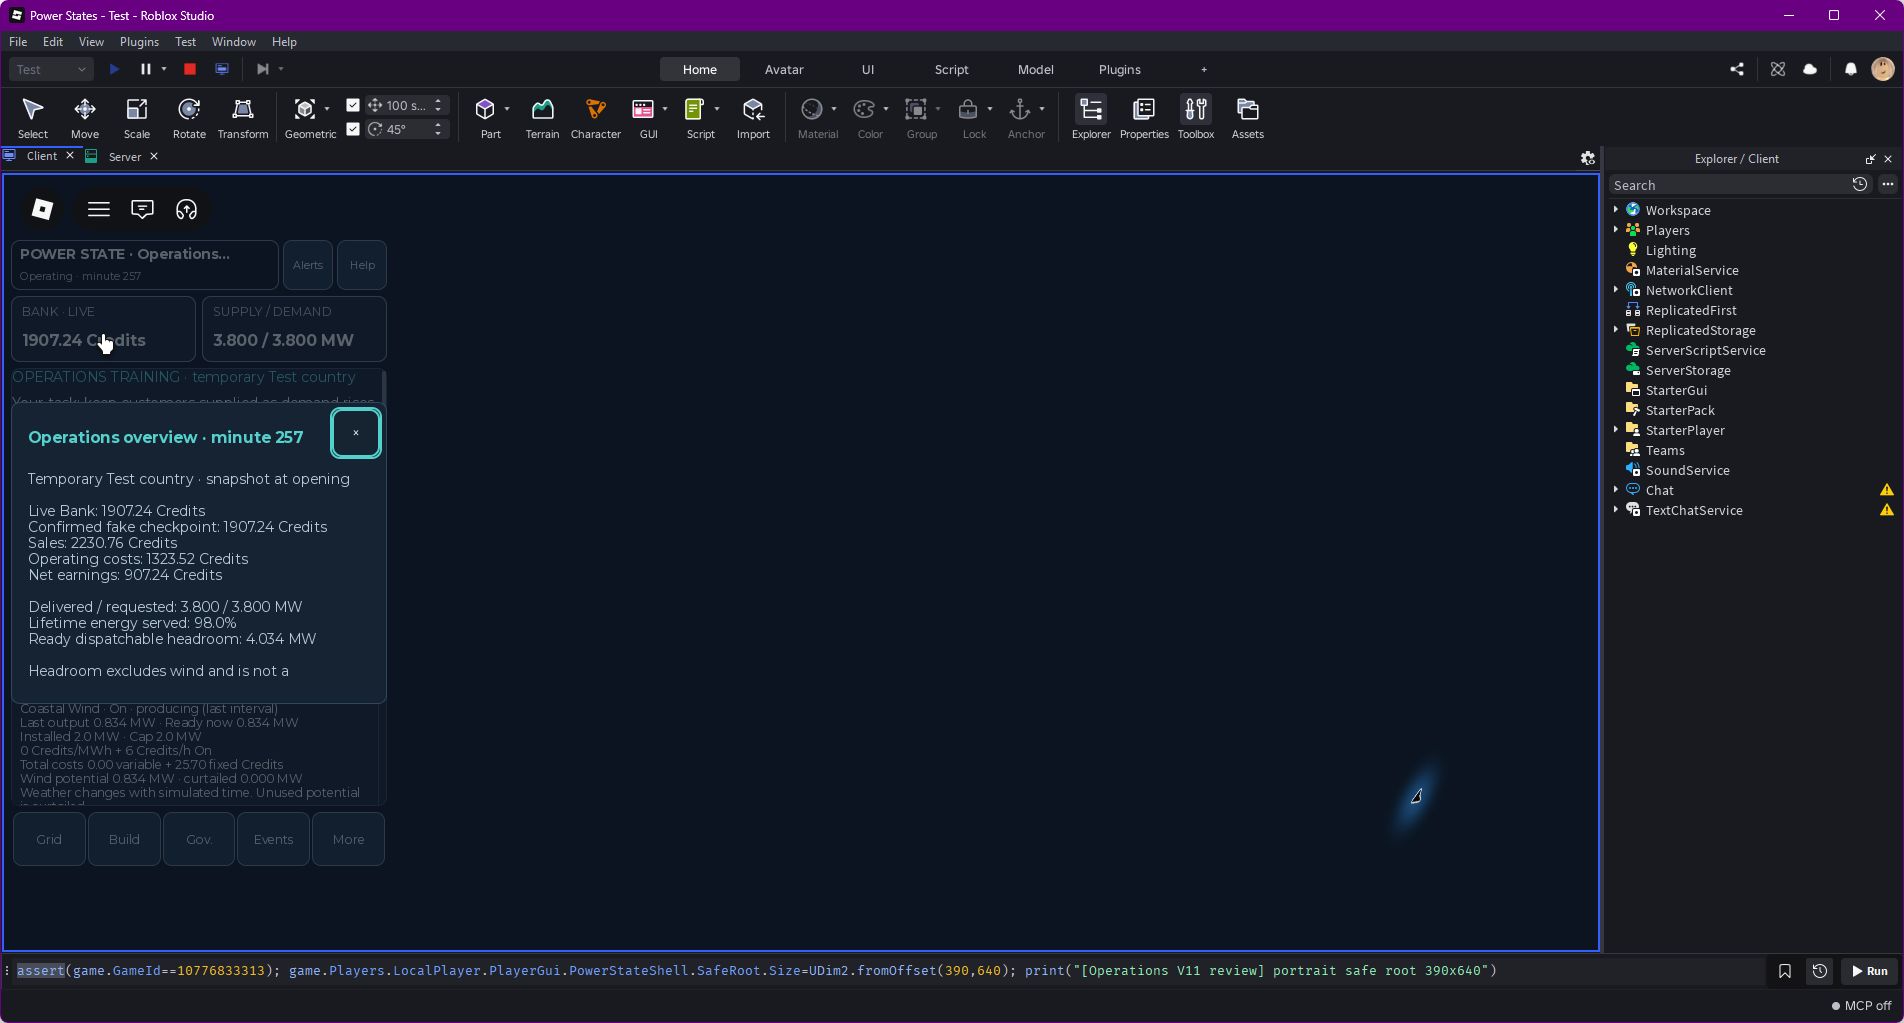 Power States - Test - Roblox Studio
File Edit View Plugins Test Window Help
Test
Home Avatar UI Script Model Plugins +
Select Move Scale Rotate Transform Geometric 100 s... 45° Part Terrain Character GUI Script Import Material Color Group Lock Anchor Explorer Properties Toolbox Assets
Client Server
Explorer / Client
Search
Workspace
Players
Lighting
MaterialService
NetworkClient
ReplicatedFirst
ReplicatedStorage
ServerScriptService
ServerStorage
StarterGui
StarterPack
StarterPlayer
Teams
SoundService
Chat
TextChatService
POWER STATE · Operations...
Operating · minute 257
Alerts
Help
BANK · LIVE
1907.24 Credits
SUPPLY / DEMAND
3.800 / 3.800 MW
OPERATIONS TRAINING · temporary Test country
Your task: keep customers supplied as demand rises
Operations overview · minute 257
×
Temporary Test country · snapshot at opening
Live Bank: 1907.24 Credits
Confirmed fake checkpoint: 1907.24 Credits
Sales: 2230.76 Credits
Operating costs: 1323.52 Credits
Net earnings: 907.24 Credits
Delivered / requested: 3.800 / 3.800 MW
Lifetime energy served: 98.0%
Ready dispatchable headroom: 4.034 MW
Headroom excludes wind and is not a
Coastal Wind · On · producing (last interval)
Last output 0.834 MW · Ready now 0.834 MW
Installed 2.0 MW · Cap 2.0 MW
0 Credits/MWh + 6 Credits/h On
Total costs 0.00 variable + 25.70 fixed Credits
Wind potential 0.834 MW · curtailed 0.000 MW
Weather changes with simulated time. Unused potential
is curtailed
Grid Build Gov. Events More
assert(game.GameId==10776833313); game.Players.LocalPlayer.PlayerGui.PowerStateShell.SafeRoot.Size=UDim2.fromOffset(390,640); print("[Operations V11 review] portrait safe root 390x640")
Run
MCP off